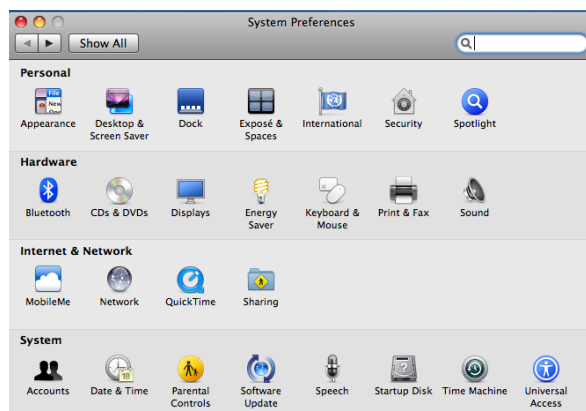 System Preferences
Show All
Personal
Appearance
Desktop &
Screen Saver
Dock
Exposé &
Spaces
International
Security
Spotlight
Hardware
Bluetooth
CDs & DVDs
Displays
Energy
Saver
Keyboard &
Mouse
Print & Fax
Sound
Internet & Network
MobileMe
Network
QuickTime
Sharing
System
Accounts
Date & Time
Parental
Controls
Software
Update
Speech
Startup Disk
Time Machine
Universal
Access